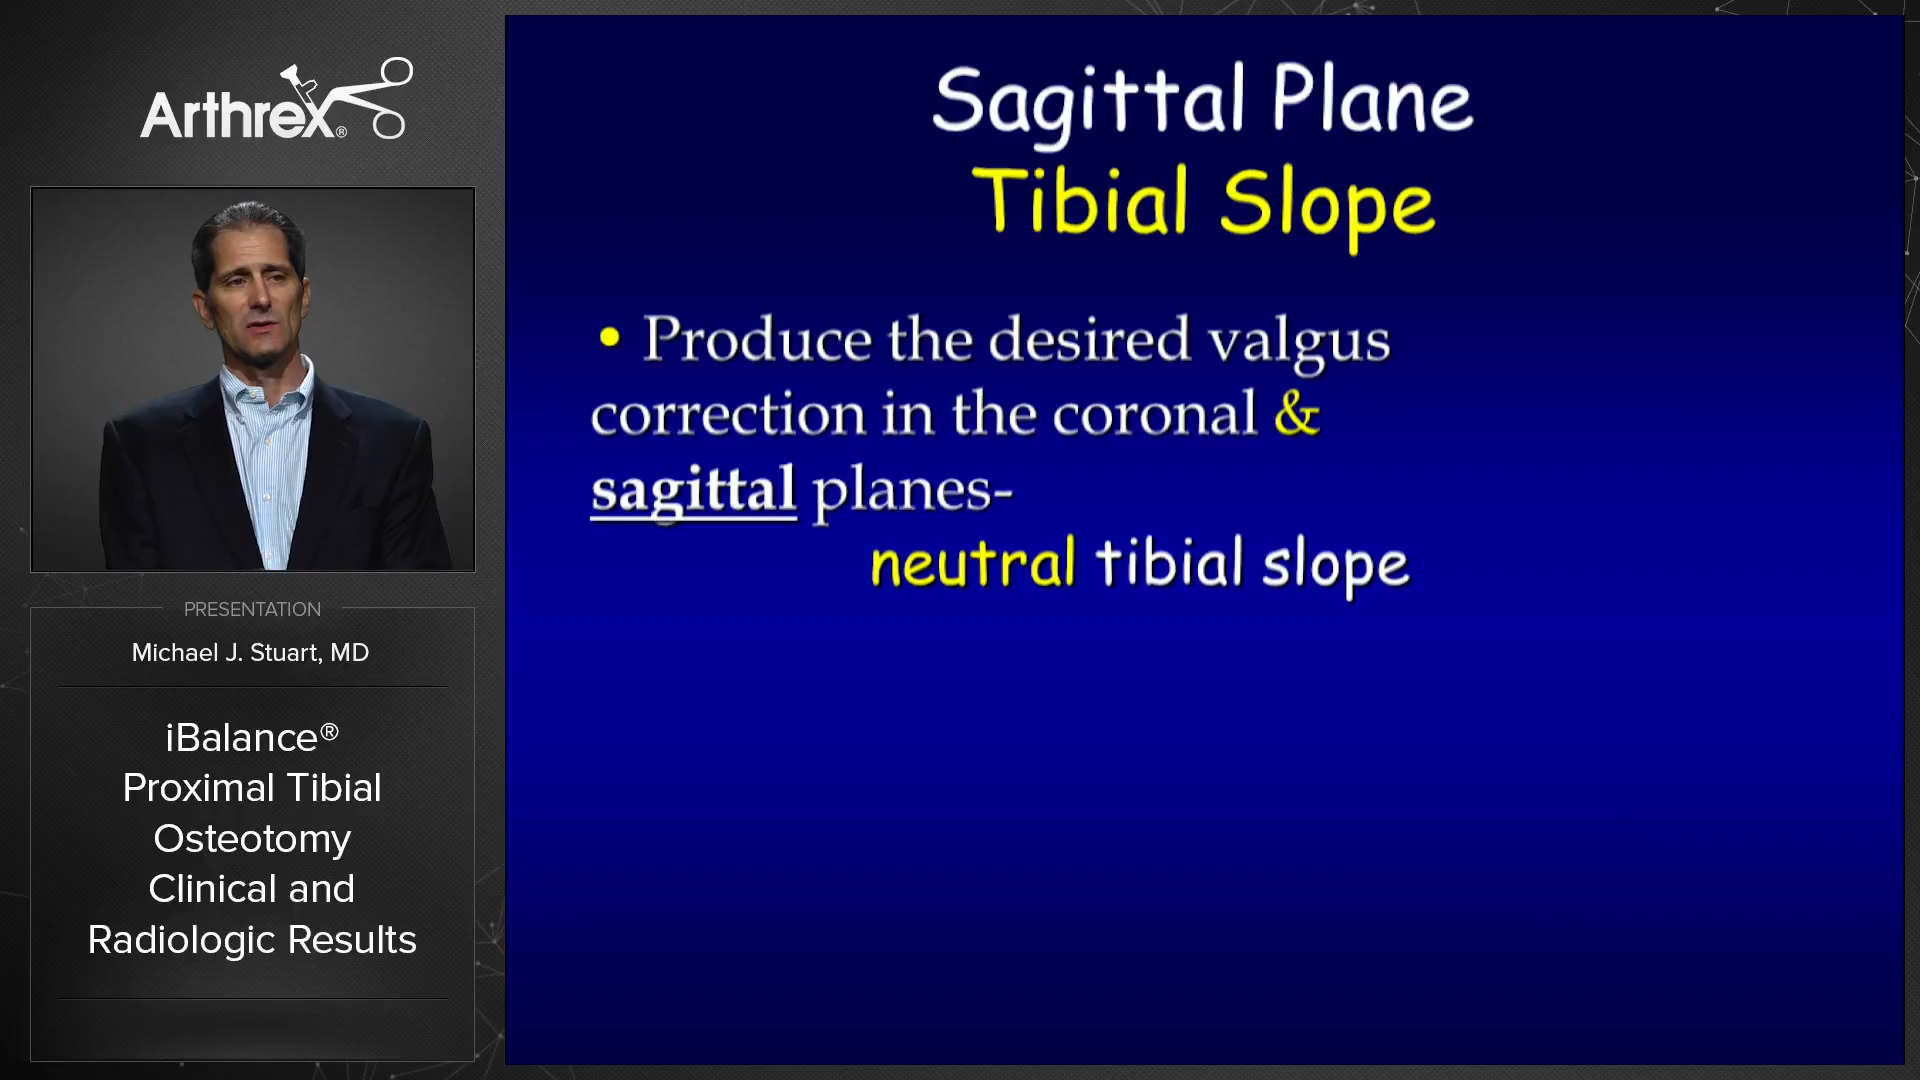 Arthrex®
PRESENTATION
Michael J. Stuart, MD
iBalance®
Proximal Tibial
Osteotomy
Clinical and
Radiologic Results
Sagittal Plane
Tibial Slope
• Produce the desired valgus
correction in the coronal &
sagittal planes-
neutral tibial slope